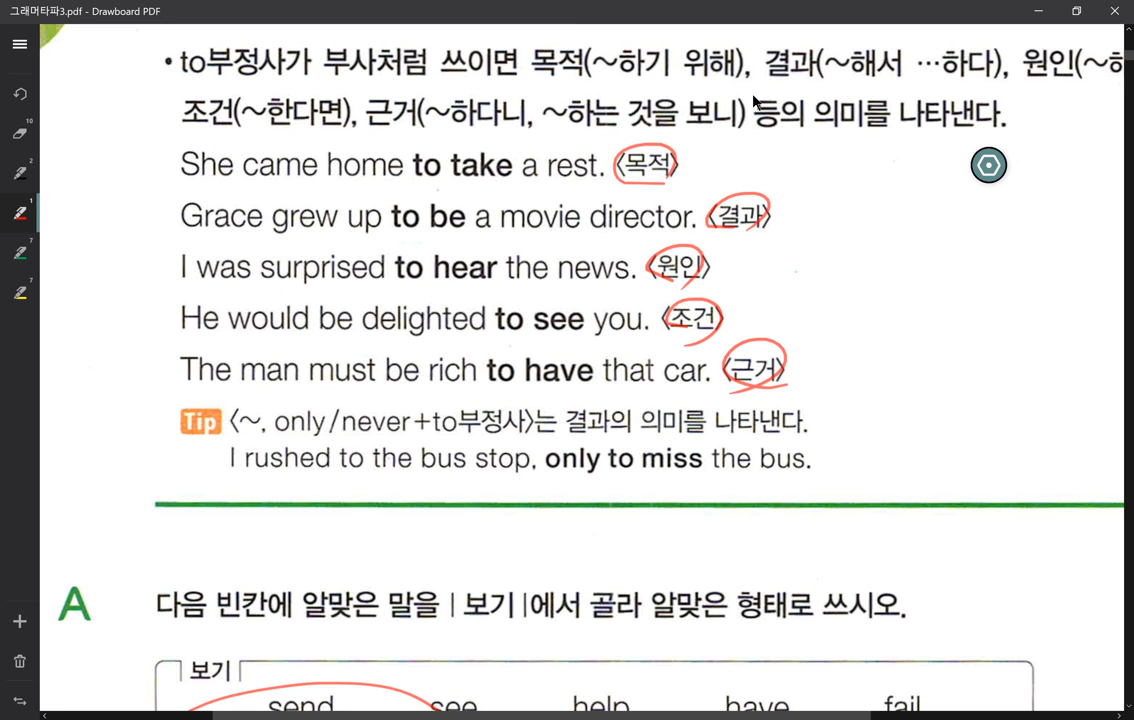 그래머타파3.pdf - Drawboard PDF
• to부정사가 부사처럼 쓰이면 목적(~하기 위해), 결과(~해서 …하다), 원인(~
조건(~한다면), 근거(~하다니, ~하는 것을 보니) 등의 의미를 나타낸다.
She came home to take a rest. 〈목적〉
Grace grew up to be a movie director. 〈결과〉
I was surprised to hear the news. 〈원인〉
He would be delighted to see you. 〈조건〉
The man must be rich to have that car. 〈근거〉
Tip 〈~, only/never+to부정사〉는 결과의 의미를 나타낸다.
I rushed to the bus stop, only to miss the bus.
A 다음 빈칸에 알맞은 말을 |보기|에서 골라 알맞은 형태로 쓰시오.
보기
send see help have fail
10
2
1
7
7